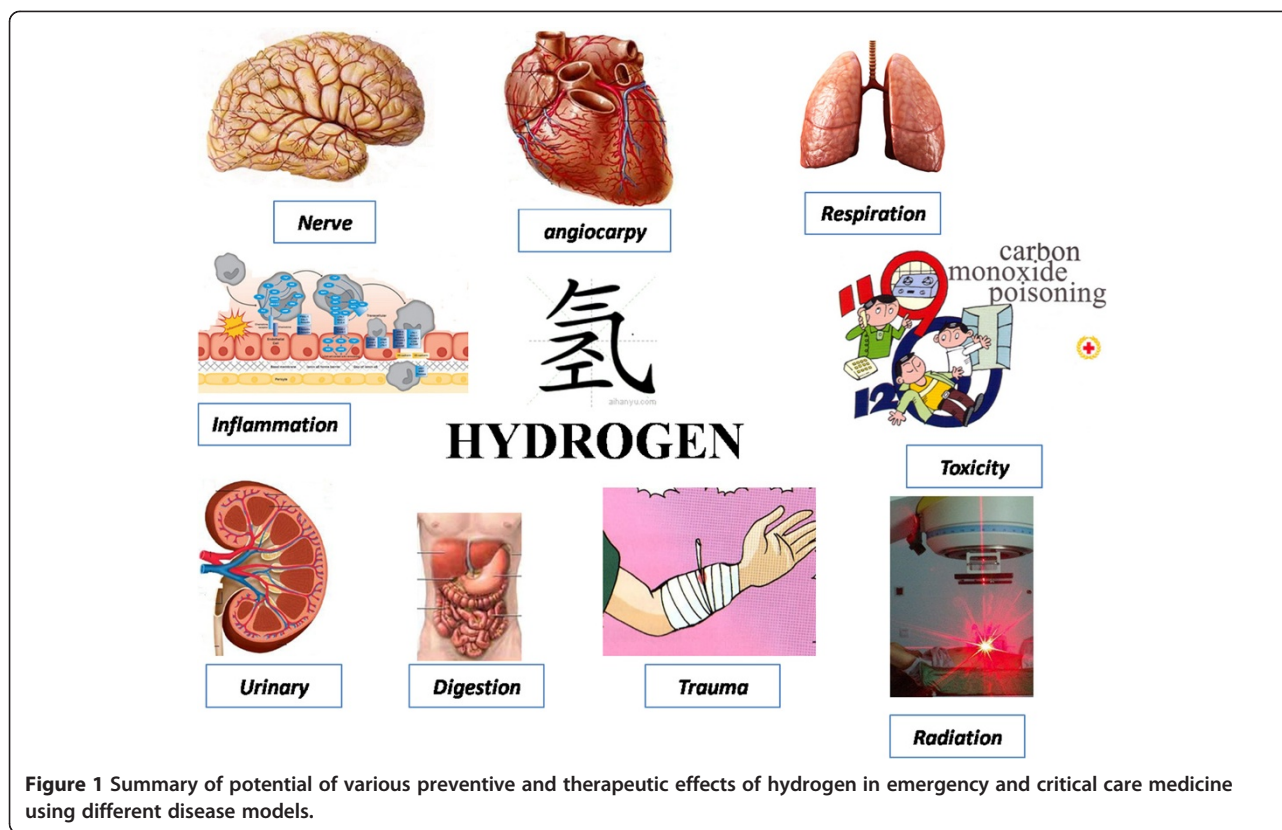 Nerve
angiocarpy
Respiration
Inflammation
氢
aihanyu.com
HYDROGEN
carbon
monoxide
poisoning
119
120
Toxicity
Urinary
Digestion
Trauma
Radiation
Figure 1 Summary of potential of various preventive and therapeutic effects of hydrogen in emergency and critical care medicine
using different disease models.